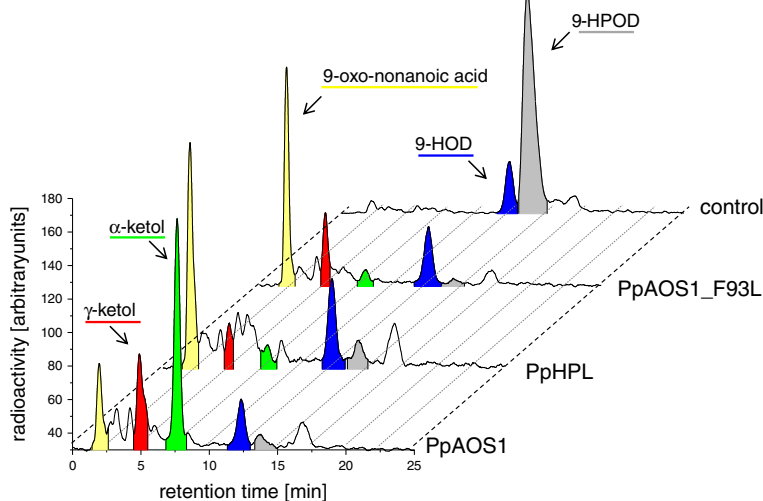 9-HPOD
9-oxo-nonanoic acid
9-HOD
α-ketol
γ-ketol
control
PpAOS1_F93L
PpHPL
PpAOS1
radioactivity [arbitraryunits]
180
160
140
120
100
80
60
40
0 5 10 15 20 25
retention time [min]